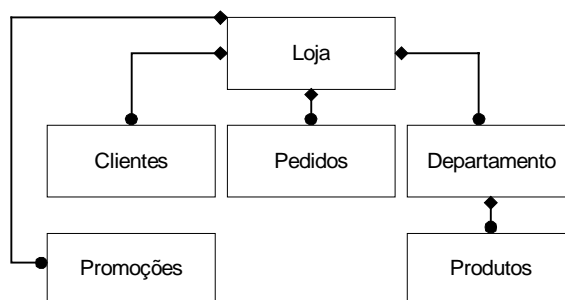 Loja
Clientes
Pedidos
Departamento
Promoções
Produtos